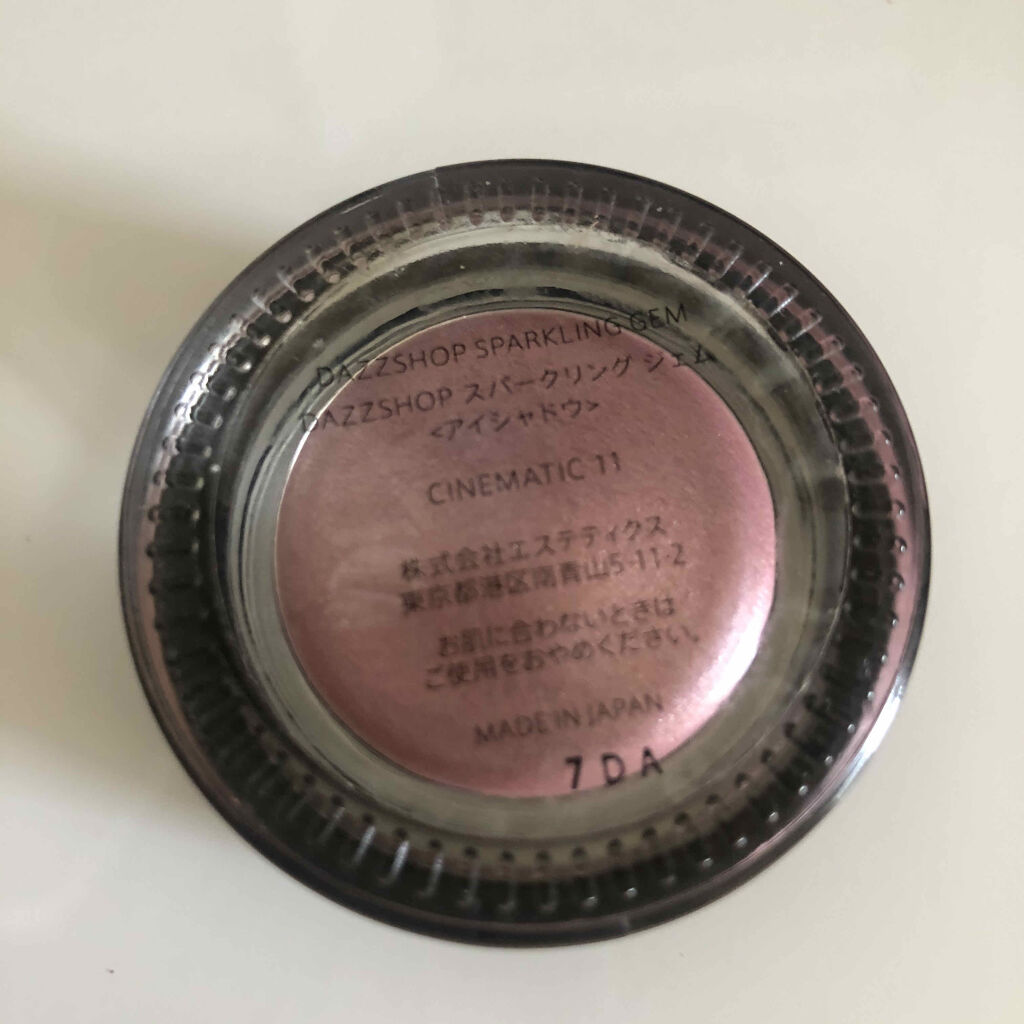 DAZZSHOP SPARKLING GEM
DAZZSHOP スパークリング ジェム
<アイシャドウ>
CINEMATIC 11
株式会社エステティクス
東京都港区南青山5-11-2
お肌に合わないときは
ご使用をおやめください。
MADE IN JAPAN
7DA